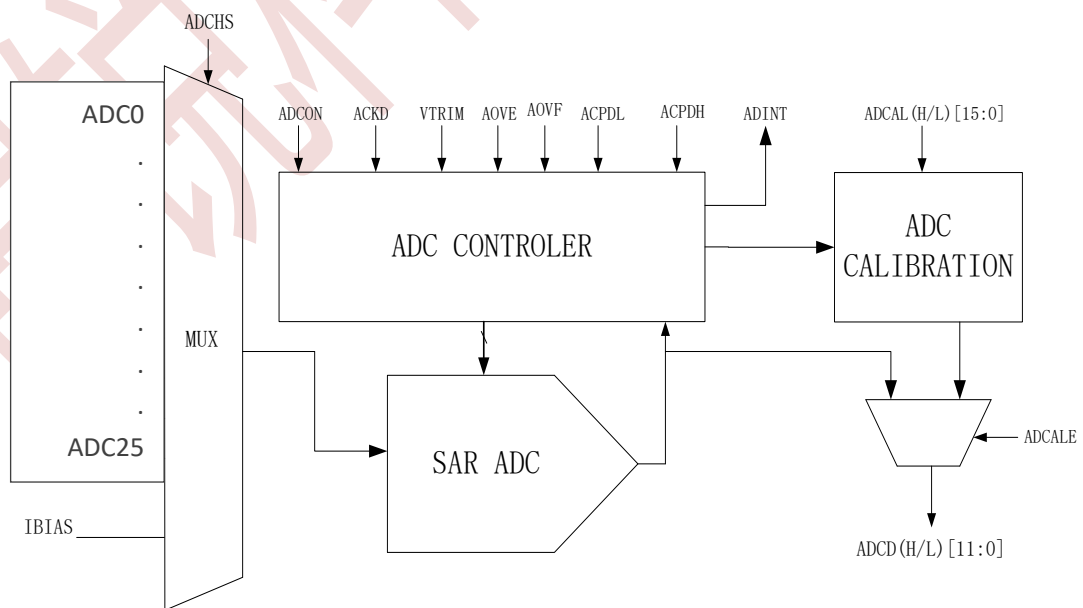 ADCHS
ADC0
.
.
.
.
ADC25
IBIAS
MUX
ADCON
ACKD
VTRIM
AOVE
AOVF
ACPDL
ACPDH
ADINT
ADCAL(H/L)[15:0]
ADC CONTROLER
ADC
CALIBRATION
SAR ADC
ADCALE
ADCD(H/L)[11:0]